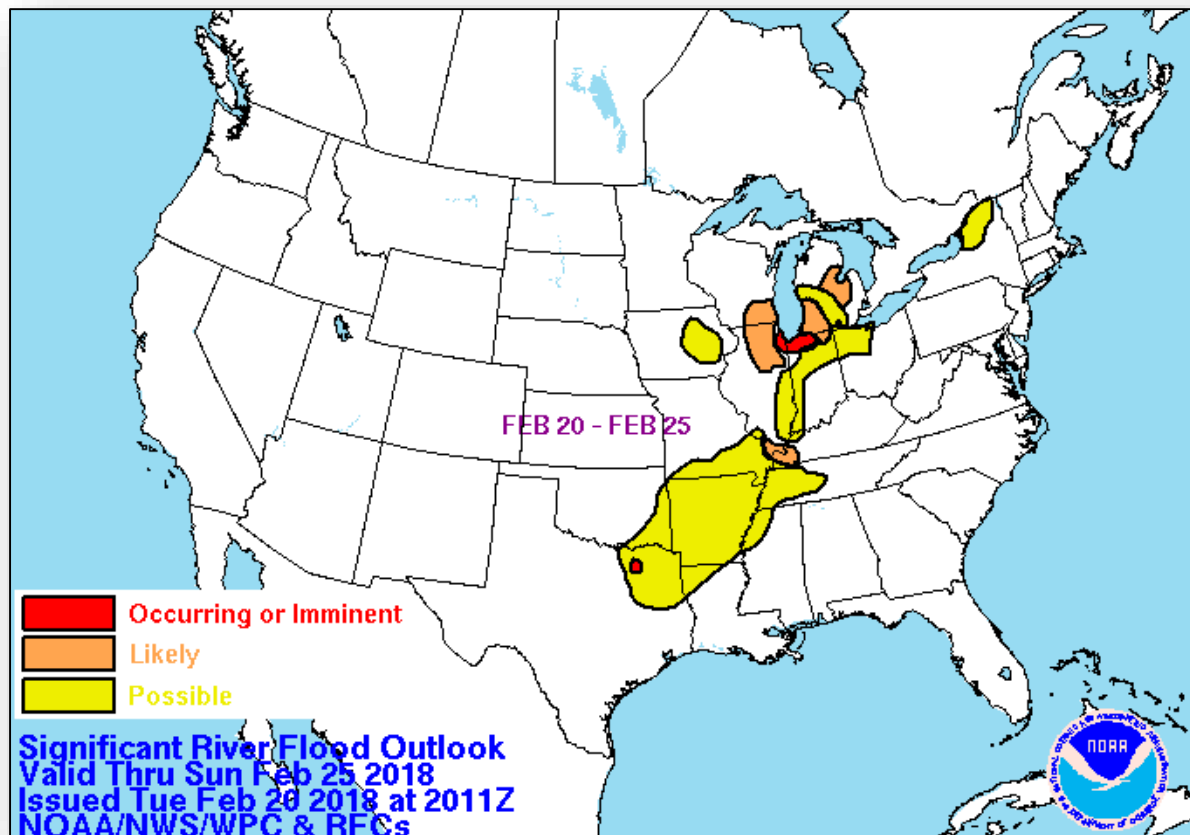 FEB 20 - FEB 25
Occurring or Imminent
Likely
Possible
Significant River Flood Outlook
Valid Thru Sun Feb 25 2018
Issued Tue Feb 20 2018 at 2011Z
NOAA/NWS/WPC & RFCs
NOAA